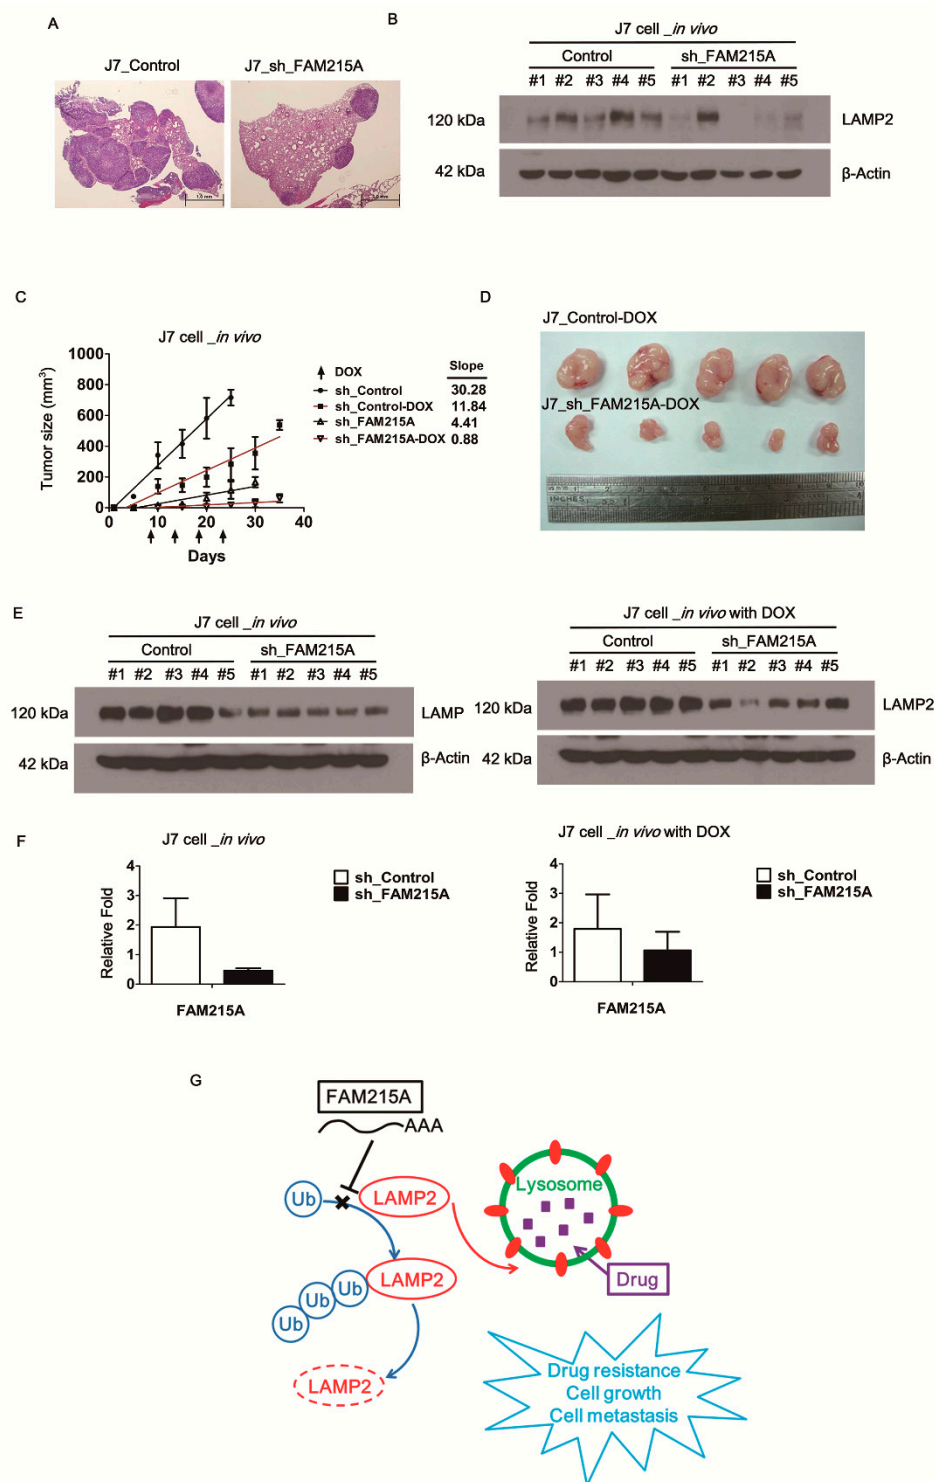 A
J7_Control
J7_sh_FAM215A
B
J7 cell _in vivo
Control
sh_FAM215A
#1 #2 #3 #4 #5 #1 #2 #3 #4 #5
120 kDa
LAMP2
42 kDa
β-Actin
C
J7 cell _in vivo
Tumor size (mm³)
1000
800
600
400
200
0
0 10 20 30 40
Days
DOX
Slope
sh_Control 30.28
sh_Control-DOX 11.84
sh_FAM215A 4.41
sh_FAM215A-DOX 0.88
D
J7_Control-DOX
J7_sh_FAM215A-DOX
INCHES
E
J7 cell _in vivo
Control
sh_FAM215A
#1 #2 #3 #4 #5 #1 #2 #3 #4 #5
120 kDa
LAMP
42 kDa
β-Actin
J7 cell _in vivo with DOX
Control
sh_FAM215A
#1 #2 #3 #4 #5 #1 #2 #3 #4 #5
120 kDa
LAMP2
42 kDa
β-Actin
F
J7 cell _in vivo
Relative Fold
4
3
2
1
0
FAM215A
sh_Control
sh_FAM215A
J7 cell _in vivo with DOX
Relative Fold
4
3
2
1
0
FAM215A
sh_Control
sh_FAM215A
G
FAM215A
AAA
Ub
LAMP2
Lysosome
Drug
Ub Ub Ub
LAMP2
LAMP2
Drug resistance
Cell growth
Cell metastasis